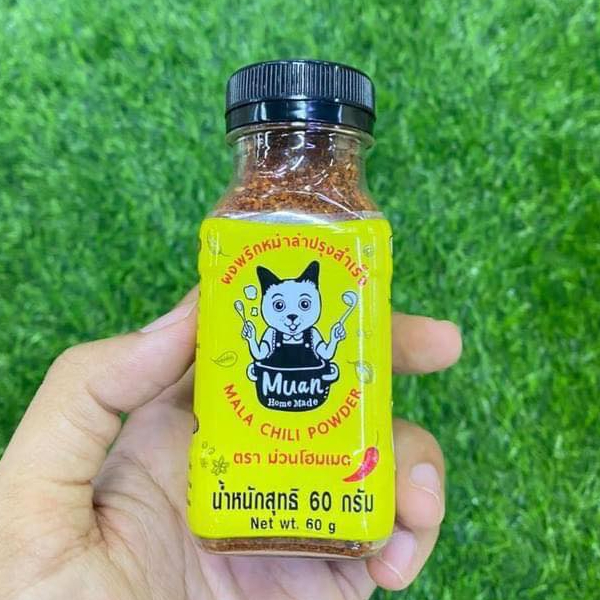 ผงพริกหม่าล่าปรุงสำเร็จ
Muan
Home Made
MALA CHILI POWDER
ตรา ม่วนโฮมเมด
น้ำหนักสุทธิ 60 กรัม
Net wt. 60 g